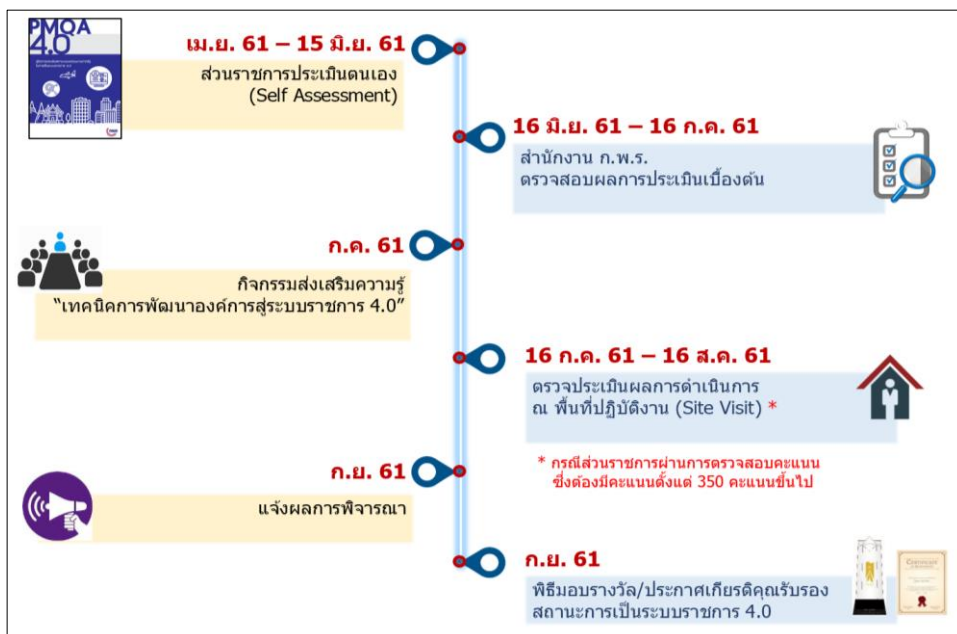 PMQA
4.0
เม.ย. 61 – 15 มิ.ย. 61
ส่วนราชการประเมินตนเอง
(Self Assessment)
16 มิ.ย. 61 – 16 ก.ค. 61
สำนักงาน ก.พ.ร.
ตรวจสอบผลการประเมินเบื้องต้น
ก.ค. 61
กิจกรรมส่งเสริมความรู้
“เทคนิคการพัฒนาองค์การสู่ระบบราชการ 4.0”
16 ก.ค. 61 – 16 ส.ค. 61
ตรวจประเมินผลการดำเนินการ
ณ พื้นที่ปฏิบัติงาน (Site Visit) *
* กรณีส่วนราชการผ่านการตรวจสอบคะแนน
ซึ่งต้องมีคะแนนตั้งแต่ 350 คะแนนขึ้นไป
ก.ย. 61
แจ้งผลการพิจารณา
ก.ย. 61
พิธีมอบรางวัล/ประกาศเกียรติคุณรับรอง
สถานะการเป็นระบบราชการ 4.0